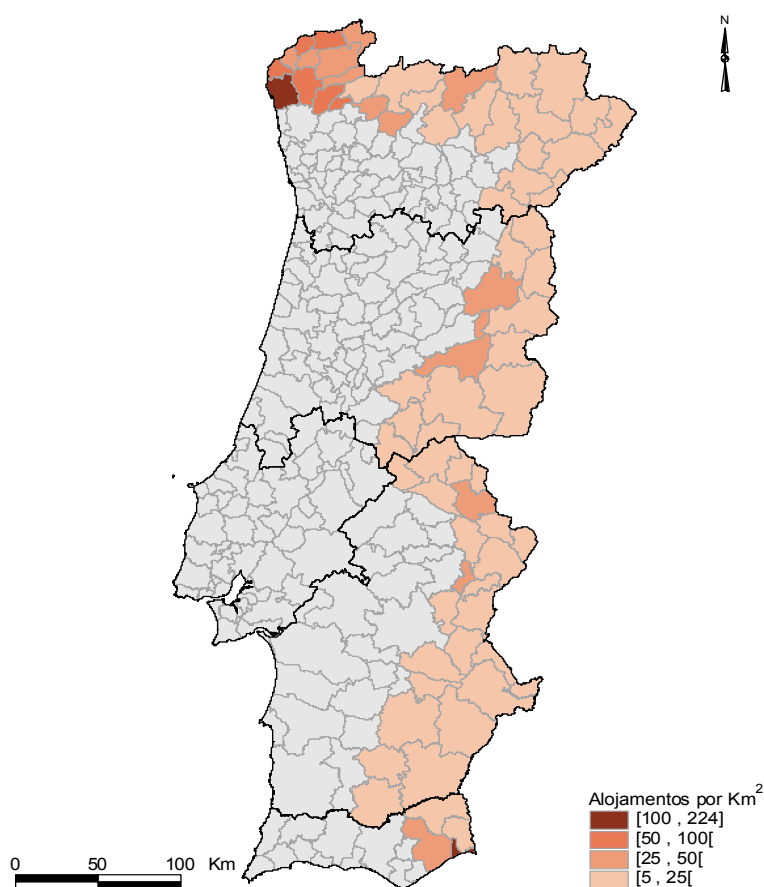 N
Alojamentos por Km²
[100 , 224]
[50 , 100[
[25 , 50[
[5 , 25[
0 50 100 Km